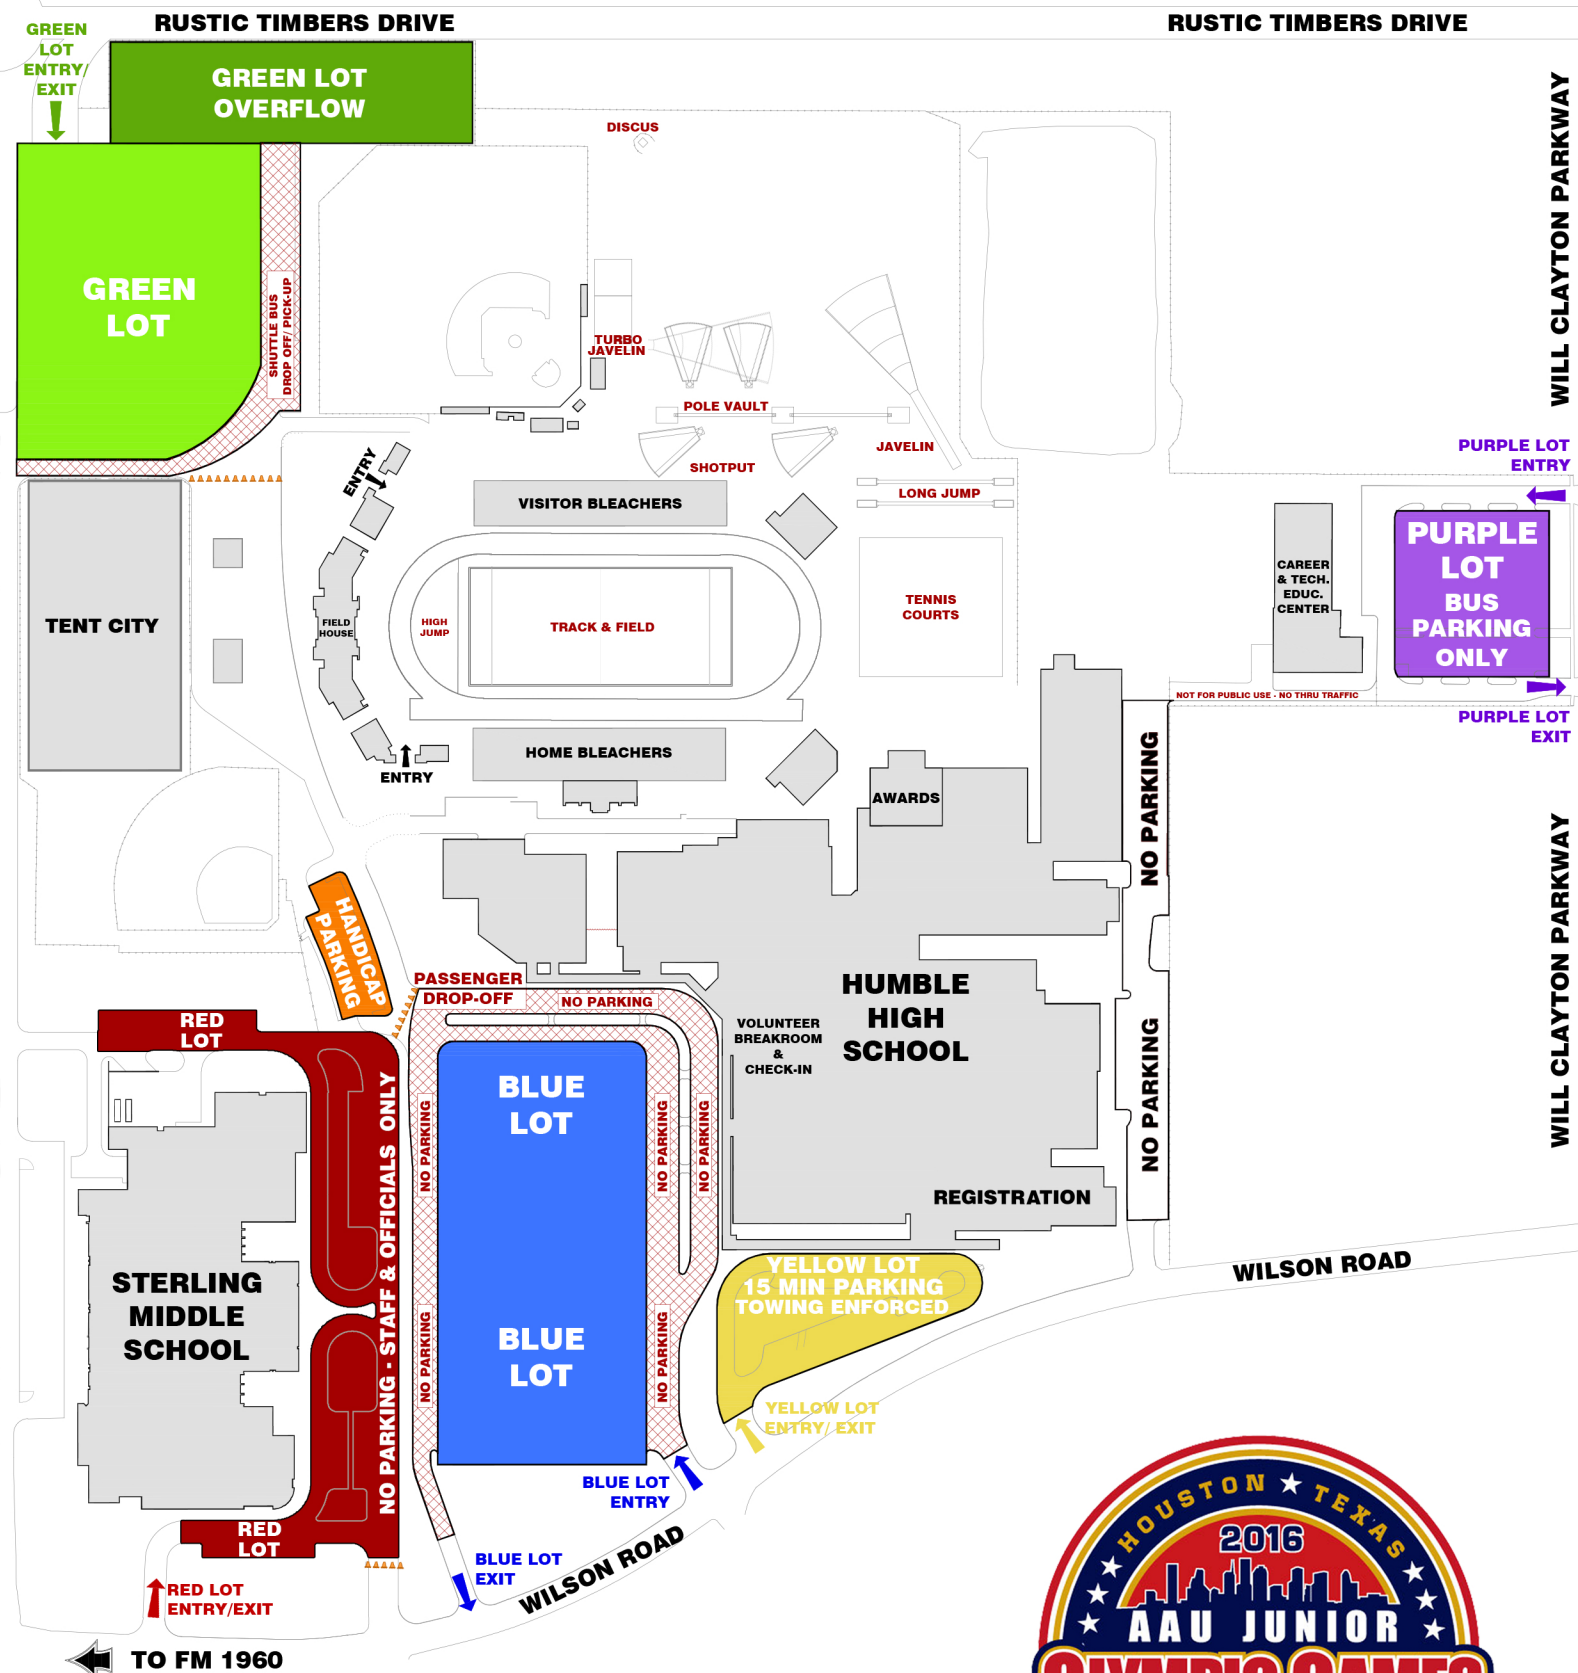 RUSTIC TIMBERS DRIVE
RUSTIC TIMBERS DRIVE
GREEN
LOT
ENTRY/
EXIT
GREEN LOT
OVERFLOW
DISCUS
WILL CLAYTON PARKWAY
GREEN
LOT
SHUTTLE BUS
DROP OFF/ PICK-UP
TURBO
JAVELIN
POLE VAULT
JAVELIN
SHOTPUT
LONG JUMP
PURPLE LOT
ENTRY
ENTRY
VISITOR BLEACHERS
PURPLE
LOT
BUS
PARKING
ONLY
CAREER
& TECH.
EDUC.
CENTER
TENT CITY
FIELD
HOUSE
HIGH
JUMP
TRACK & FIELD
TENNIS
COURTS
NOT FOR PUBLIC USE - NO THRU TRAFFIC
PURPLE LOT
EXIT
HOME BLEACHERS
ENTRY
AWARDS
NO PARKING
WILL CLAYTON PARKWAY
HANDICAP
PARKING
PASSENGER
DROP-OFF
NO PARKING
HUMBLE
HIGH
SCHOOL
VOLUNTEER
BREAKROOM
&
CHECK-IN
NO PARKING
RED
LOT
BLUE
LOT
NO PARKING
NO PARKING
NO PARKING
NO PARKING - STAFF & OFFICIALS ONLY
REGISTRATION
STERLING
MIDDLE
SCHOOL
BLUE
LOT
NO PARKING
NO PARKING
YELLOW LOT
15 MIN PARKING
TOWING ENFORCED
WILSON ROAD
YELLOW LOT
ENTRY/ EXIT
BLUE LOT
ENTRY
RED
LOT
BLUE LOT
EXIT
WILSON ROAD
RED LOT
ENTRY/EXIT
TO FM 1960
HOUSTON TEXAS
2016
AAU JUNIOR
OLYMPIC GAMES